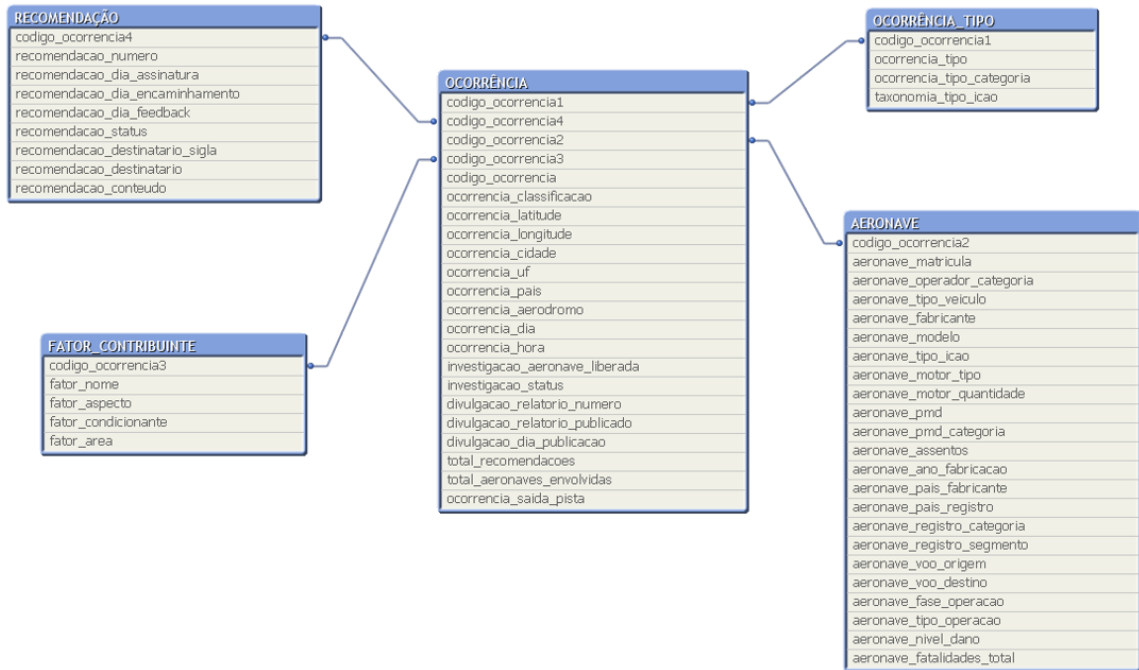 RECOMENDAÇÃO
codigo_ocorrencia4
recomendacao_numero
recomendacao_dia_assinatura
recomendacao_dia_encaminhamento
recomendacao_dia_feedback
recomendacao_status
recomendacao_destinatario_sigla
recomendacao_destinatario
recomendacao_conteudo
FATOR_CONTRIBUINTE
codigo_ocorrencia3
fator_nome
fator_aspecto
fator_condicionante
fator_area
OCORRÊNCIA
codigo_ocorrencia1
codigo_ocorrencia4
codigo_ocorrencia2
codigo_ocorrencia3
codigo_ocorrencia
ocorrencia_classificacao
ocorrencia_latitude
ocorrencia_longitude
ocorrencia_cidade
ocorrencia_uf
ocorrencia_pais
ocorrencia_aerodromo
ocorrencia_dia
ocorrencia_hora
investigacao_aeronave_liberada
investigacao_status
divulgacao_relatorio_numero
divulgacao_relatorio_publicado
divulgacao_dia_publicacao
total_recomendacoes
total_aeronaves_envolvidas
ocorrencia_saida_pista
OCORRÊNCIA_TIPO
codigo_ocorrencia1
ocorrencia_tipo
ocorrencia_tipo_categoria
taxonomia_tipo_icao
AERONAVE
codigo_ocorrencia2
aeronave_matricula
aeronave_operador_categoria
aeronave_tipo_veiculo
aeronave_fabricante
aeronave_modelo
aeronave_tipo_icao
aeronave_motor_tipo
aeronave_motor_quantidade
aeronave_pmd
aeronave_pmd_categoria
aeronave_assentos
aeronave_ano_fabricacao
aeronave_pais_fabricante
aeronave_pais_registro
aeronave_registro_categoria
aeronave_registro_segmento
aeronave_voo_origem
aeronave_voo_destino
aeronave_fase_operacao
aeronave_tipo_operacao
aeronave_nivel_dano
aeronave_fatalidades_total